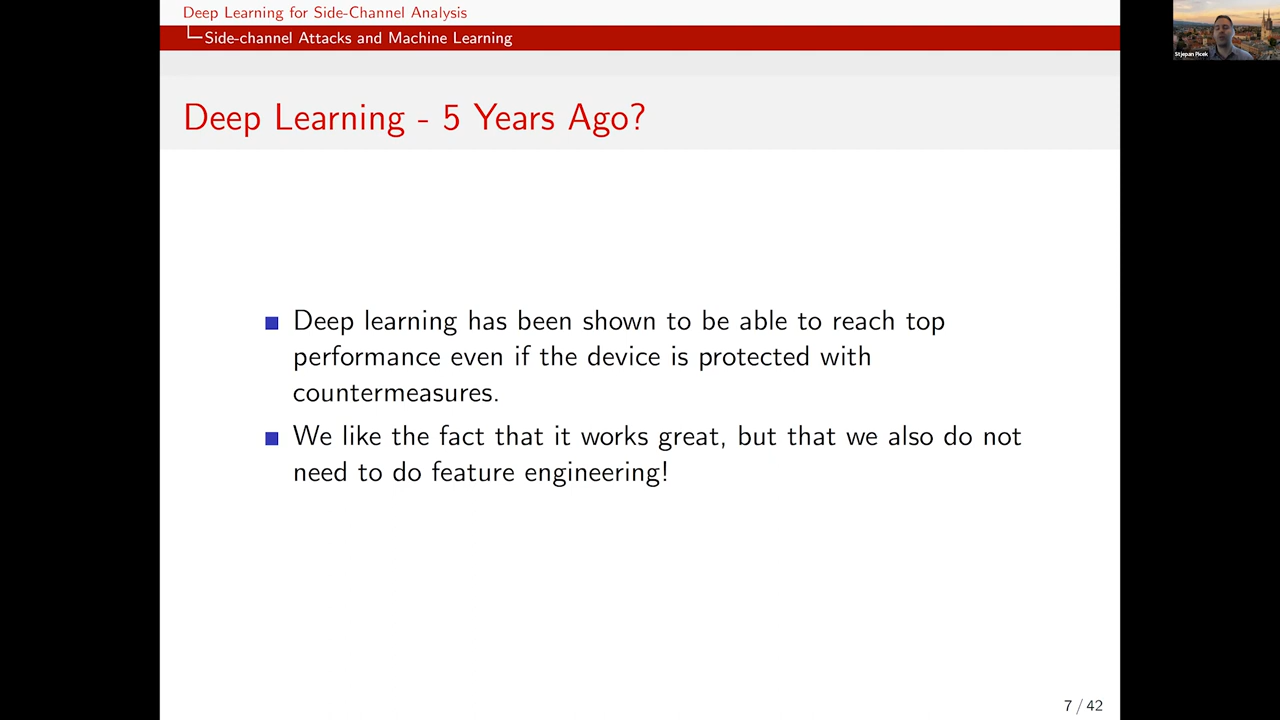 Deep Learning for Side-Channel Analysis
Side-channel Attacks and Machine Learning
Stjepan Picek
Deep Learning - 5 Years Ago?
Deep learning has been shown to be able to reach top
performance even if the device is protected with
countermeasures.
We like the fact that it works great, but that we also do not
need to do feature engineering!
7 / 42